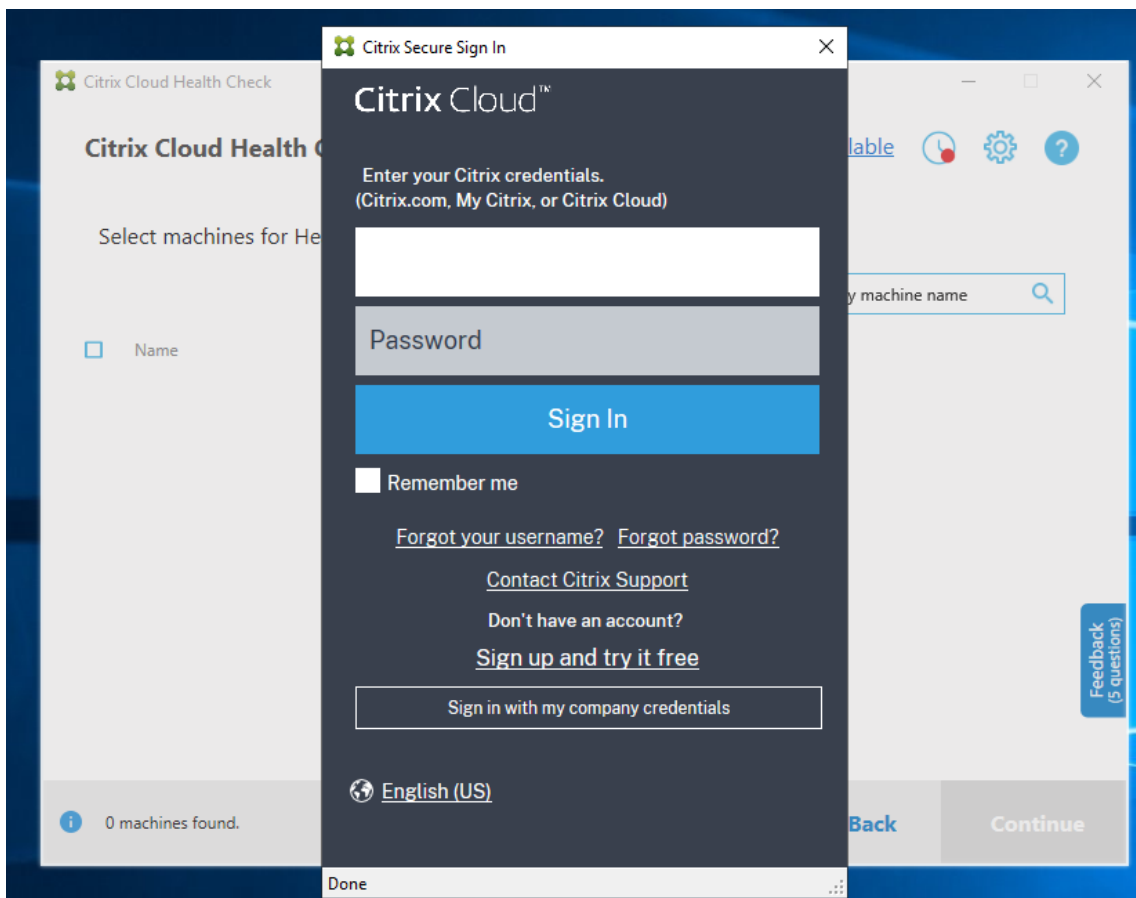 Citrix Secure Sign In
Citrix Cloud Health Check
Citrix Cloud™
Citrix Cloud Health
lable
?
Enter your Citrix credentials.
(Citrix.com, My Citrix, or Citrix Cloud)
Select machines for He
y machine name
Password
Name
Sign In
Remember me
Forgot your username? Forgot password?
Contact Citrix Support
Don't have an account?
Sign up and try it free
Feedback
(5 questions)
Sign in with my company credentials
English (US)
i
0 machines found.
Back
Continue
Done